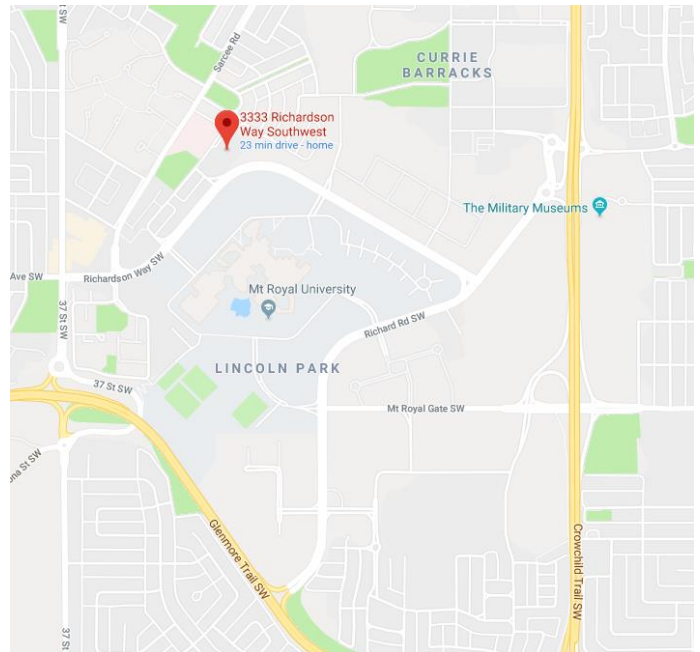 CURRIE
BARRACKS
Sarcee Rd
3333 Richardson
Way Southwest
23 min drive - home
The Military Museums
Ave SW
Richardson Way SW
37 St SW
Mt Royal University
Richard Rd SW
LINCOLN PARK
37 St SW
Mt Royal Gate SW
ona St SW
Glenmore Trail SW
Crowchild Trail SW
37 St